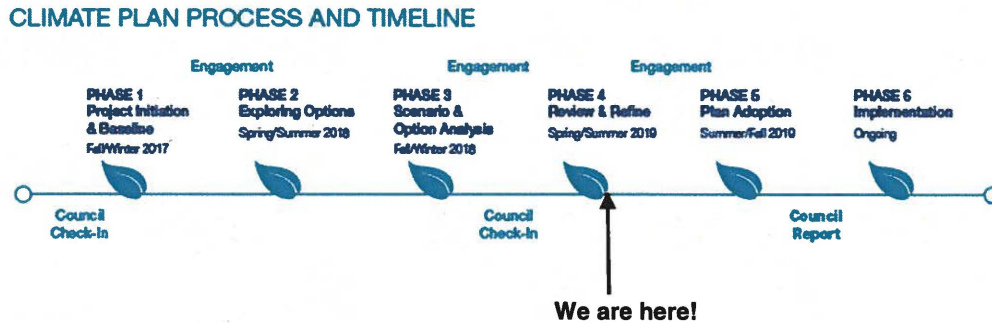 CLIMATE PLAN PROCESS AND TIMELINE
Engagement
Engagement
Engagement
PHASE 1
Project Initiation
& Baseline
Fall/Winter 2017
PHASE 2
Exploring Options
Spring/Summer 2018
PHASE 3
Scenario &
Option Analysis
Fall/Winter 2018
PHASE 4
Review & Refine
Spring/Summer 2019
PHASE 5
Plan Adoption
Summer/Fall 2019
PHASE 6
Implementation
Ongoing
Council
Check-In
Council
Check-In
Council
Report
We are here!